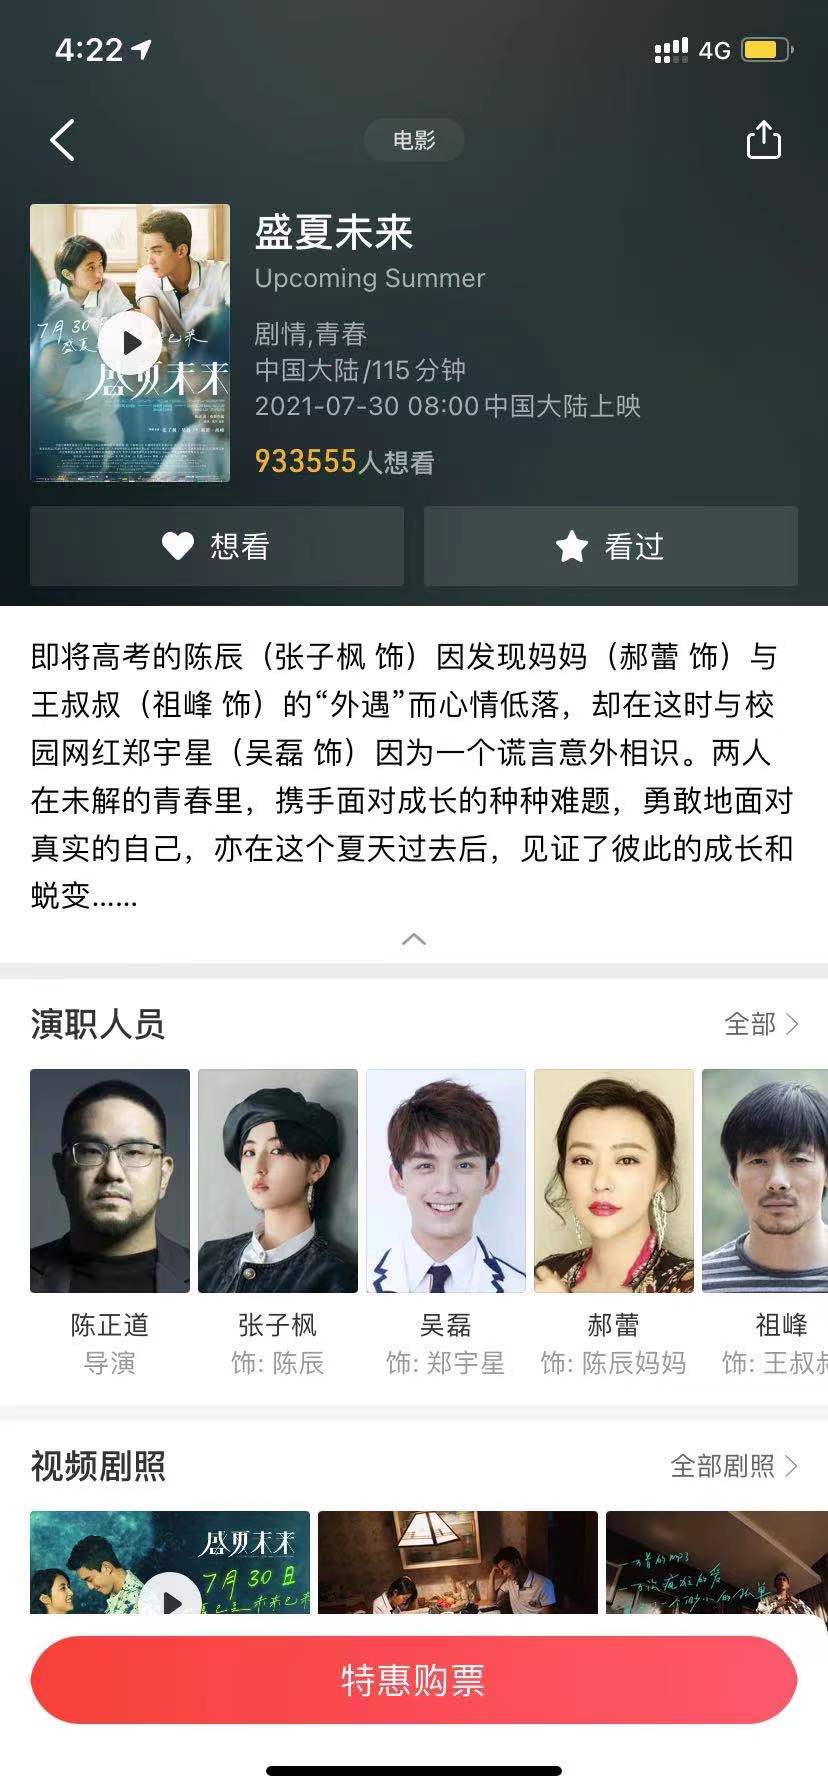 4:22
4G
电影
盛夏未来
Upcoming Summer
剧情,青春
中国大陆/115分钟
2021-07-30 08:00中国大陆上映
933555人想看
7月30
盛夏未来
想看
看过
即将高考的陈辰（张子枫 饰）因发现妈妈（郝蕾 饰）与
王叔叔（祖峰 饰）的“外遇”而心情低落，却在这时与校
园网红郑宇星（吴磊 饰）因为一个谎言意外相识。两人
在未解的青春里，携手面对成长的种种难题，勇敢地面对
真实的自己，亦在这个夏天过去后，见证了彼此的成长和
蜕变......
演职人员
全部
陈正道
导演
张子枫
饰: 陈辰
吴磊
饰: 郑宇星
郝蕾
饰: 陈辰妈妈
祖峰
饰: 王叔叔
视频剧照
全部剧照
盛夏未来
7月30日
特惠购票